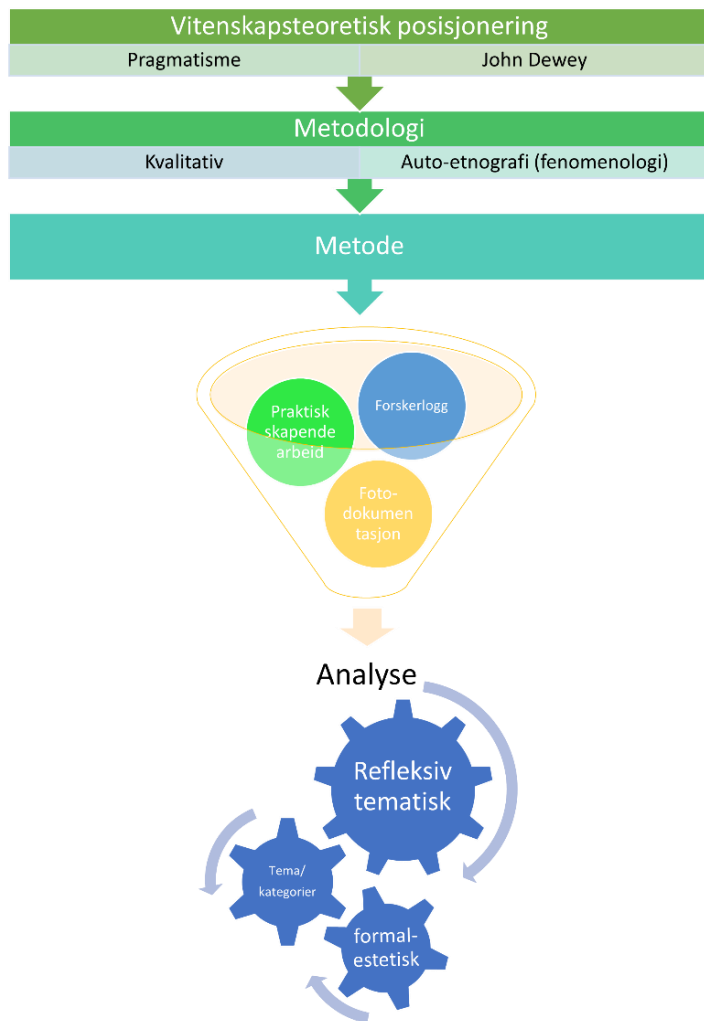 Vitenskapsteoretisk posisjonering
Pragmatisme
John Dewey
Metodologi
Kvalitativ
Auto-etnografi (fenomenologi)
Metode
Praktisk
skapende
arbeid
Forskerlogg
Foto-
dokumen
tasjon
Analyse
Refleksiv
tematisk
Tema/
kategorier
formal-
estetisk